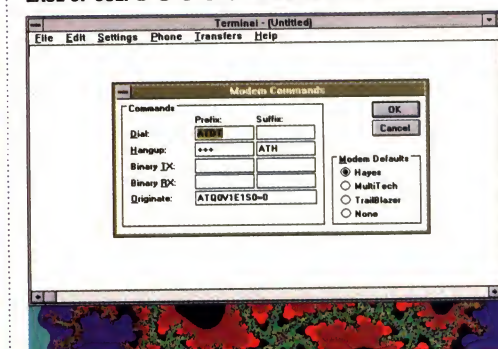 Terminal - (Untitled)
File Edit Settings Phone Transfers Help
Modem Commands
Commands
Prefix: Suffix:
Dial: ATDT
Hangup: +++ ATH
Binary TX:
Binary RX:
Originate: ATQ0V1E1S0=0
OK
Cancel
Modem Defaults
Hayes
MultiTech
TrailBlazer
None